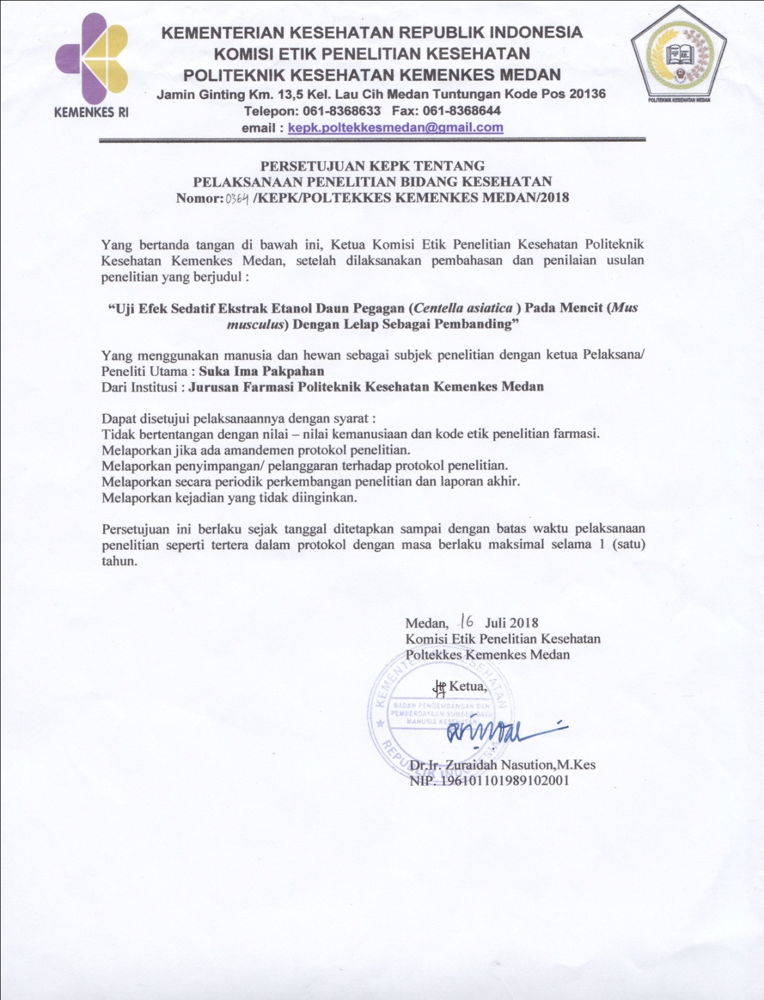 KEMENTERIAN KESEHATAN REPUBLIK INDONESIA
KOMISI ETIK PENELITIAN KESEHATAN
POLITEKNIK KESEHATAN KEMENKES MEDAN
Jamin Ginting Km. 13,5 Kel. Lau Cih Medan Tuntungan Kode Pos 20136
Telepon: 061-8368633 Fax: 061-8368644
email : kepk.poltekkesmedan@gmail.com
KEMENKES RI
POLITEKNIK KESEHATAN MEDAN
PERSETUJUAN KEPK TENTANG
PELAKSANAAN PENELITIAN BIDANG KESEHATAN
Nomor: 0364 /KEPK/POLTEKKES KEMENKES MEDAN/2018
Yang bertanda tangan di bawah ini, Ketua Komisi Etik Penelitian Kesehatan Politeknik
Kesehatan Kemenkes Medan, setelah dilaksanakan pembahasan dan penilaian usulan
penelitian yang berjudul :
“Uji Efek Sedatif Ekstrak Etanol Daun Pegagan (Centella asiatica ) Pada Mencit (Mus
musculus) Dengan Lelap Sebagai Pembanding”
Yang menggunakan manusia dan hewan sebagai subjek penelitian dengan ketua Pelaksana/
Peneliti Utama : Suka Ima Pakpahan
Dari Institusi : Jurusan Farmasi Politeknik Kesehatan Kemenkes Medan
Dapat disetujui pelaksanaannya dengan syarat :
Tidak bertentangan dengan nilai – nilai kemanusiaan dan kode etik penelitian farmasi.
Melaporkan jika ada amandemen protokol penelitian.
Melaporkan penyimpangan/ pelanggaran terhadap protokol penelitian.
Melaporkan secara periodik perkembangan penelitian dan laporan akhir.
Melaporkan kejadian yang tidak diinginkan.
Persetujuan ini berlaku sejak tanggal ditetapkan sampai dengan batas waktu pelaksanaan
penelitian seperti tertera dalam protokol dengan masa berlaku maksimal selama 1 (satu)
tahun.
Medan, 16 Juli 2018
Komisi Etik Penelitian Kesehatan
Poltekkes Kemenkes Medan
Ketua,
KEMENTERIAN KESEHATAN
BADAN PENGEMBANGAN DAN
PEMBERDAYAAN SUMBER DAYA
MANUSIA KESEHATAN
REPUBLIK INDONESIA
Dr.Ir. Zuraidah Nasution,M.Kes
NIP. 196101101989102001